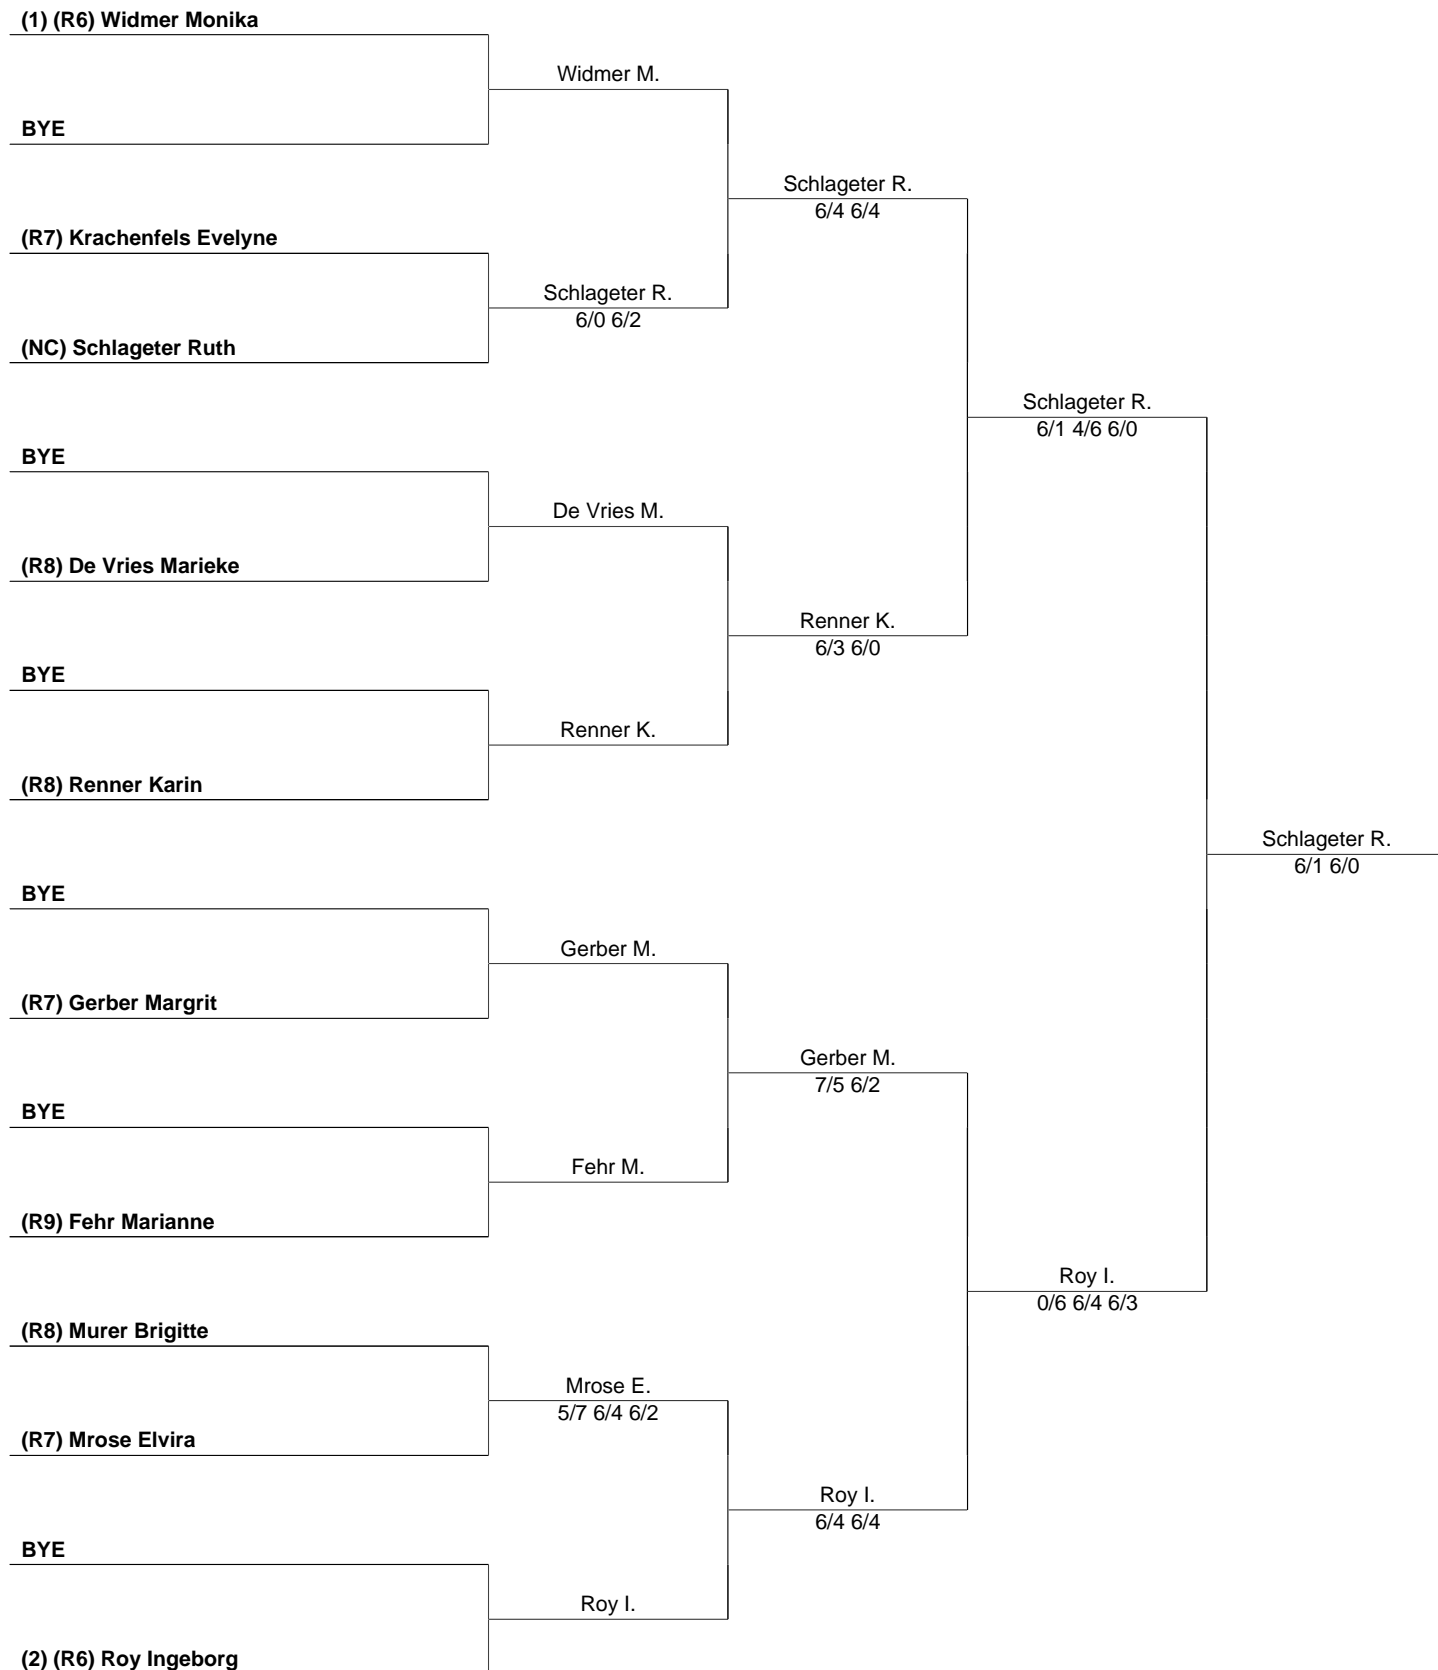 (1) (R6) Widmer Monika
Widmer M.
BYE
Schlageter R.
6/4 6/4
(R7) Krachenfels Evelyne
Schlageter R.
6/0 6/2
(NC) Schlageter Ruth
Schlageter R.
6/1 4/6 6/0
BYE
De Vries M.
(R8) De Vries Marieke
Renner K.
6/3 6/0
BYE
Renner K.
(R8) Renner Karin
Schlageter R.
6/1 6/0
BYE
Gerber M.
(R7) Gerber Margrit
Gerber M.
7/5 6/2
BYE
Fehr M.
(R9) Fehr Marianne
Roy I.
0/6 6/4 6/3
(R8) Murer Brigitte
Mrose E.
5/7 6/4 6/2
(R7) Mrose Elvira
Roy I.
6/4 6/4
BYE
Roy I.
(2) (R6) Roy Ingeborg